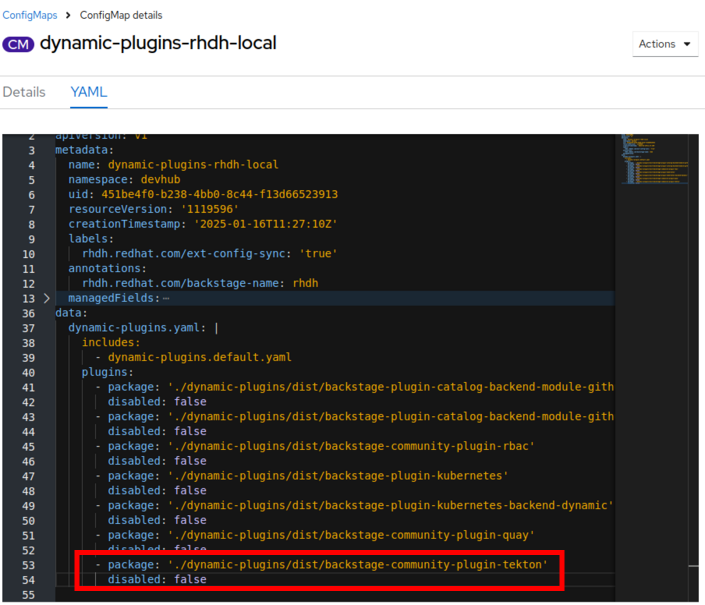 ConfigMaps > ConfigMap details
CM dynamic-plugins-rhdh-local
Actions
Details YAML
2 apiVersion: v1
3 metadata:
4 name: dynamic-plugins-rhdh-local
5 namespace: devhub
6 uid: 451be4f0-b238-4bb0-8c44-f13d66523913
7 resourceVersion: '1119596'
8 creationTimestamp: '2025-01-16T11:27:10Z'
9 labels:
10 rhdh.redhat.com/ext-config-sync: 'true'
11 annotations:
12 rhdh.redhat.com/backstage-name: rhdh
13 > managedFields:⋯
36 data:
37 dynamic-plugins.yaml: |
38 includes:
39 - dynamic-plugins.default.yaml
40 plugins:
41 - package: './dynamic-plugins/dist/backstage-plugin-catalog-backend-module-gith
42 disabled: false
43 - package: './dynamic-plugins/dist/backstage-plugin-catalog-backend-module-gith
44 disabled: false
45 - package: './dynamic-plugins/dist/backstage-community-plugin-rbac'
46 disabled: false
47 - package: './dynamic-plugins/dist/backstage-plugin-kubernetes'
48 disabled: false
49 - package: './dynamic-plugins/dist/backstage-plugin-kubernetes-backend-dynamic'
50 disabled: false
51 - package: './dynamic-plugins/dist/backstage-community-plugin-quay'
52 disabled: false
53 - package: './dynamic-plugins/dist/backstage-community-plugin-tekton'
54 disabled: false
55